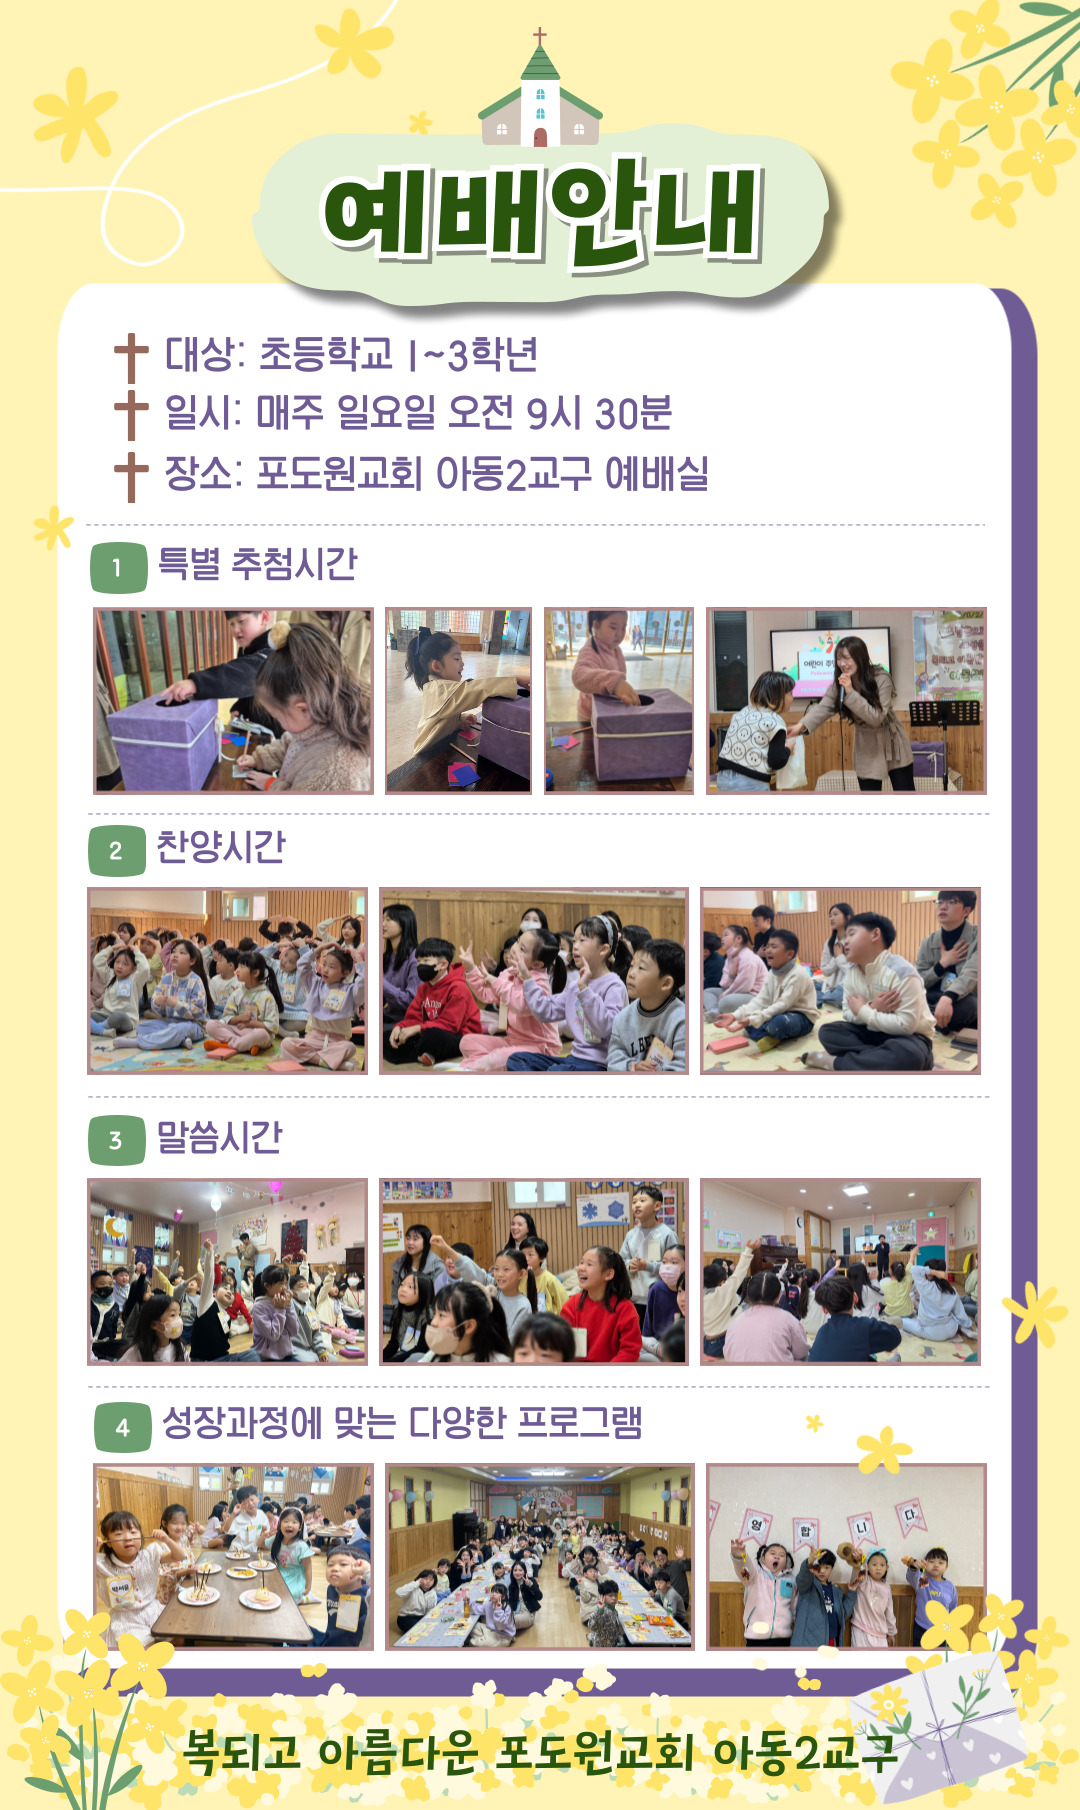 예배안내
대상: 초등학교 1~3학년
일시: 매주 일요일 오전 9시 30분
장소: 포도원교회 아동2교구 예배실
1 특별 추첨시간
어린이 주일
2 찬양시간
3 말씀시간
4 성장과정에 맞는 다양한 프로그램
영 합 니 다
복되고 아름다운 포도원교회 아동2교구